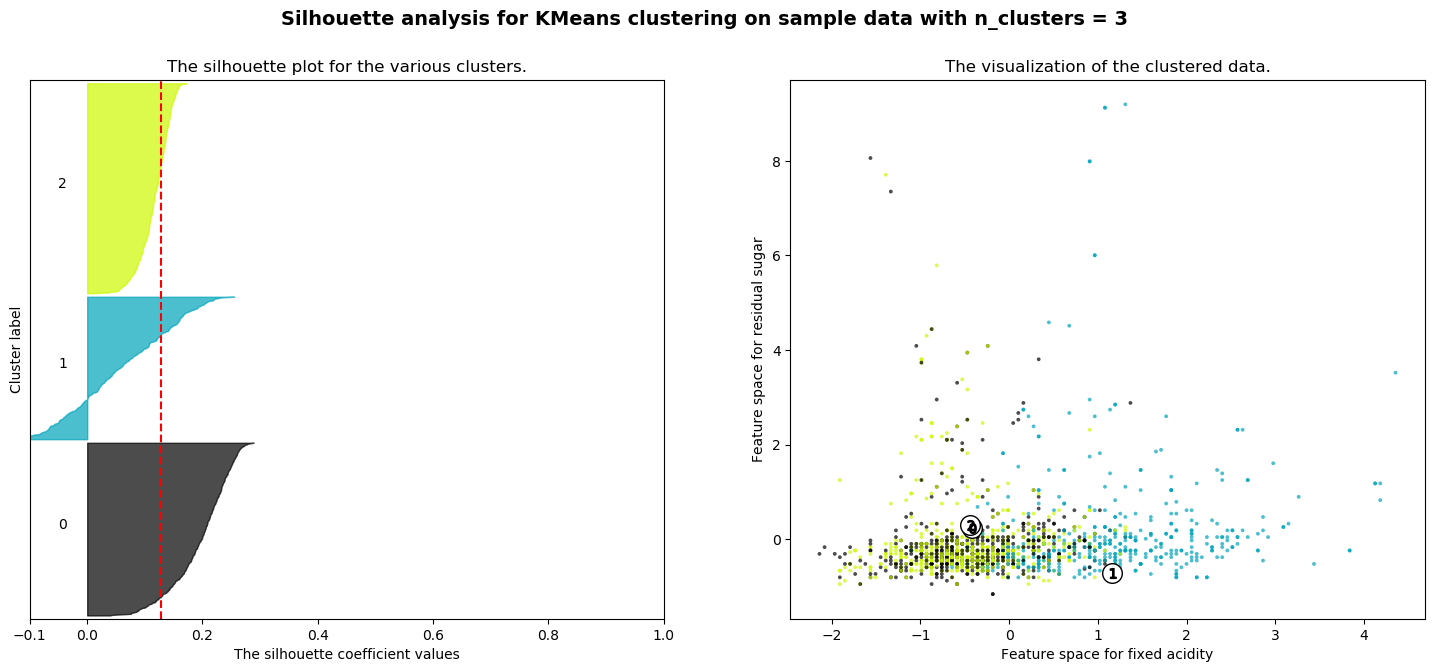 Silhouette analysis for KMeans clustering on sample data with n_clusters = 3
The silhouette plot for the various clusters.
Cluster label
2
1
0
−0.1 0.0 0.2 0.4 0.6 0.8 1.0
The silhouette coefficient values
The visualization of the clustered data.
Feature space for residual sugar
8
6
4
2
0
2
0
1
−2 −1 0 1 2 3 4
Feature space for fixed acidity